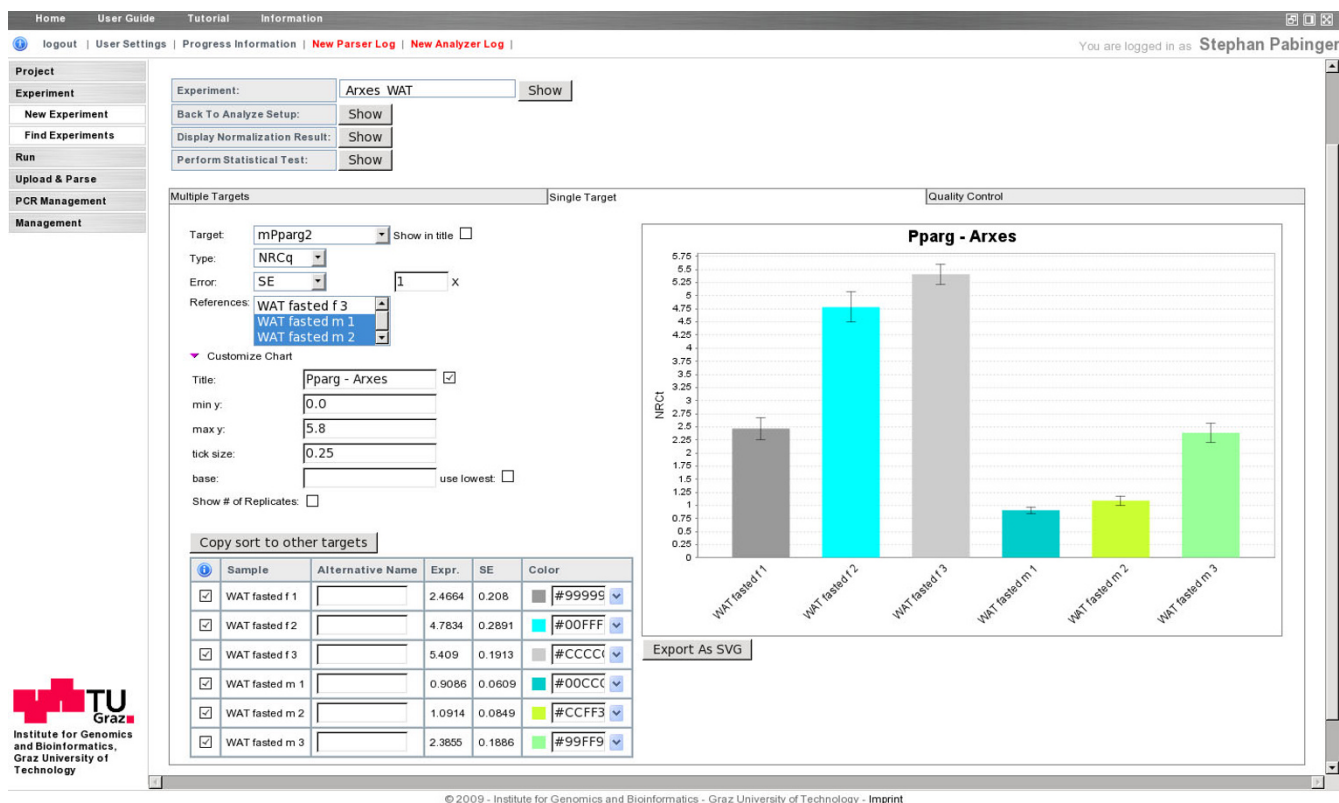 Home User Guide Tutorial Information
logout | User Settings | Progress Information | New Parser Log | New Analyzer Log |
You are logged in as Stephan Pabinger
Project
Experiment
New Experiment
Find Experiments
Run
Upload & Parse
PCR Management
Management
Experiment: Arxes WAT Show
Back To Analyze Setup: Show
Display Normalization Result: Show
Perform Statistical Test: Show
Multiple Targets Single Target Quality Control
Target: mPparg2 Show in title
Type: NRCq
Error: SE 1 x
References: WAT fasted f 3
WAT fasted m 1
WAT fasted m 2
Customize Chart
Title: Pparg - Arxes
min y: 0.0
max y: 5.8
tick size: 0.25
base: use lowest:
Show # of Replicates:
Copy sort to other targets
Sample Alternative Name Expr. SE Color
WAT fasted f 1 2.4664 0.208 #99999
WAT fasted f 2 4.7834 0.2891 #00FFF
WAT fasted f 3 5.409 0.1913 #CCCC
WAT fasted m 1 0.9086 0.0609 #00CC
WAT fasted m 2 1.0914 0.0849 #CCFF3
WAT fasted m 3 2.3855 0.1886 #99FF9
Pparg - Arxes
5.75
5.5
5.25
5
4.75
4.5
4.25
4
3.75
3.5
3.25
3
2.75
2.5
2.25
2
1.75
1.5
1.25
1
0.75
0.5
0.25
0
NRCt
WAT fasted f 1
WAT fasted f 2
WAT fasted f 3
WAT fasted m 1
WAT fasted m 2
WAT fasted m 3
Export As SVG
TU
Graz
Institute for Genomics
and Bioinformatics,
Graz University of
Technology
© 2009 - Institute for Genomics and Bioinformatics - Graz University of Technology - Imprint